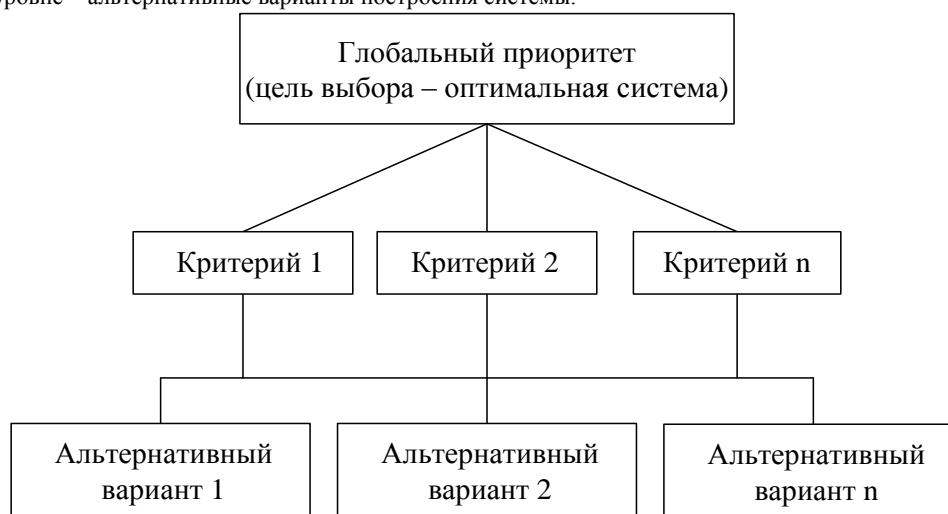 уровне – альтернативные варианты построения системы.
Глобальный приоритет
(цель выбора – оптимальная система)
Критерий 1
Критерий 2
Критерий n
Альтернативный
вариант 1
Альтернативный
вариант 2
Альтернативный
вариант n